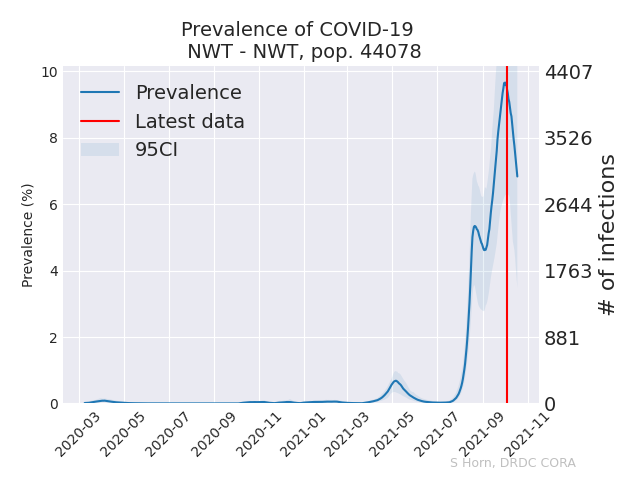 Prevalence of COVID-19
NWT - NWT, pop. 44078
Prevalence
Latest data
95CI
Prevalence (%)
10
8
6
4
2
0
4407
3526
2644
1763
881
0
# of infections
2020-03
2020-05
2020-07
2020-09
2020-11
2021-01
2021-03
2021-05
2021-07
2021-09
2021-11
S Horn, DRDC CORA